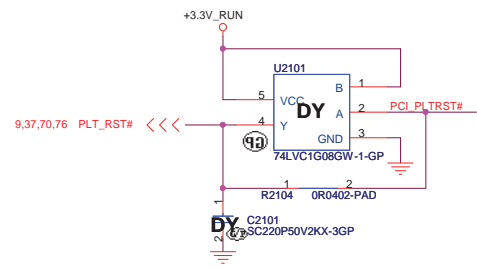 +3.3V_RUN
U2101
B 1
5 VCC DY A 2 PCI_PLTRST#
9,37,70,76 PLT_RST# 4 Y
GND 3
GP
74LVC1G08GW-1-GP
1 2
R2104 0R0402-PAD
1
C2101
DY
SC220P50V2KX-3GP
2